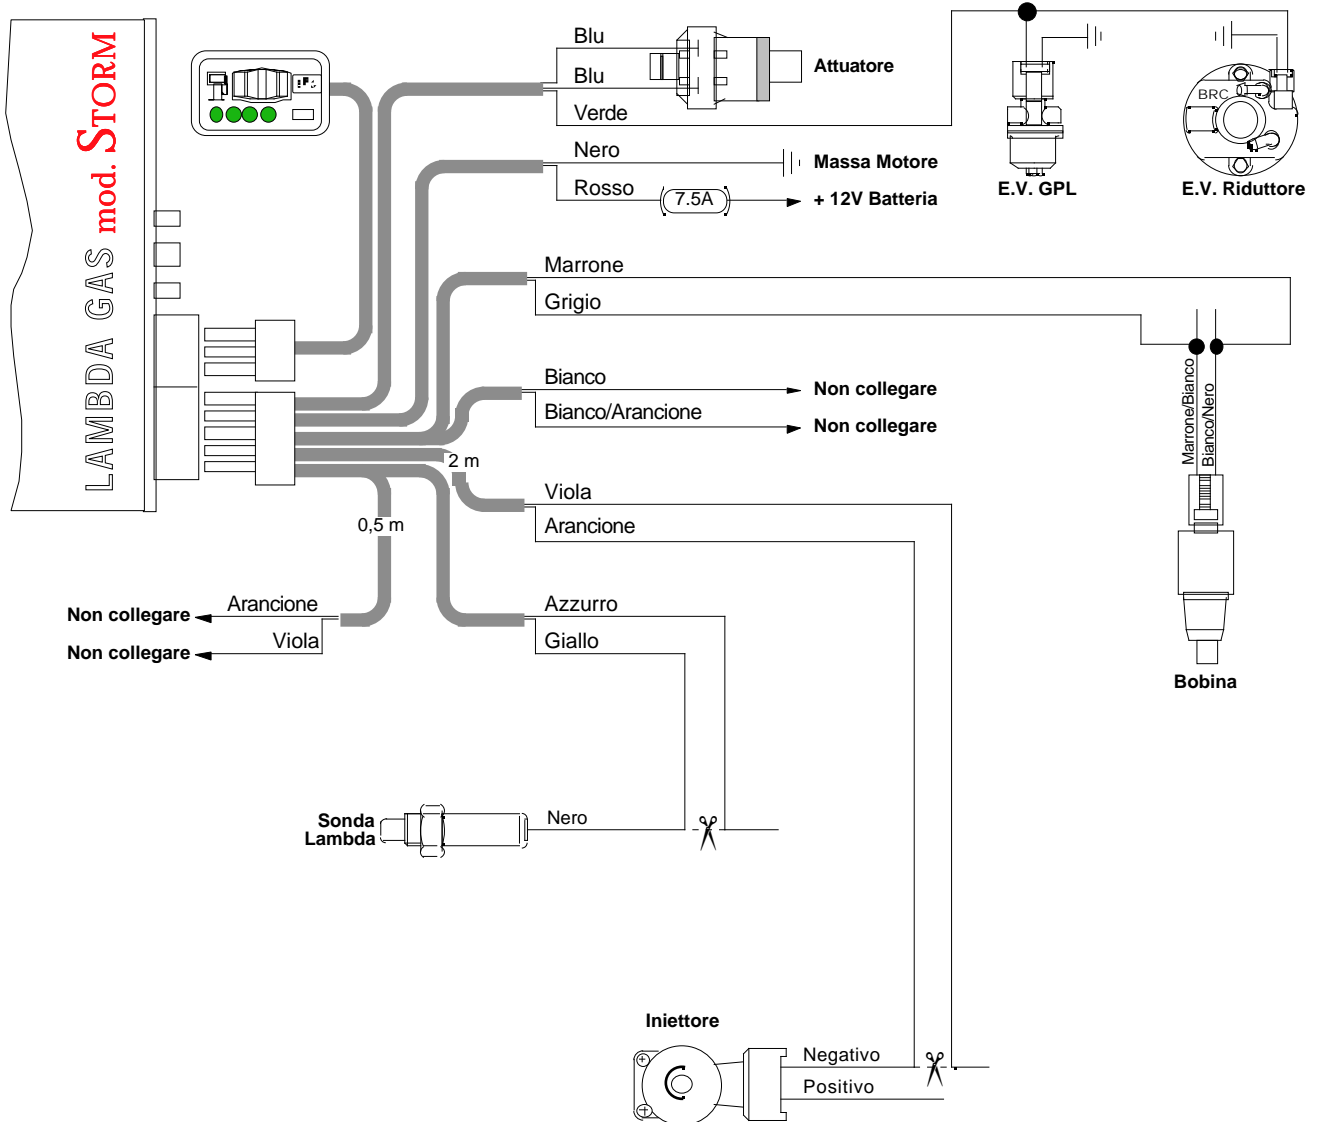 LAMBDA GAS mod. STORM
Blu
Blu
Verde
Attuatore
BRC
E.V. GPL
E.V. Riduttore
Nero
Massa Motore
Rosso
7.5A
+ 12V Batteria
Marrone
Grigio
Bianco
Non collegare
Bianco/Arancione
Non collegare
Marrone/Bianco
Bianco/Nero
Bobina
2 m
Viola
Arancione
0,5 m
Arancione
Non collegare
Viola
Non collegare
Azzurro
Giallo
Sonda
Lambda
Nero
Iniettore
Negativo
Positivo